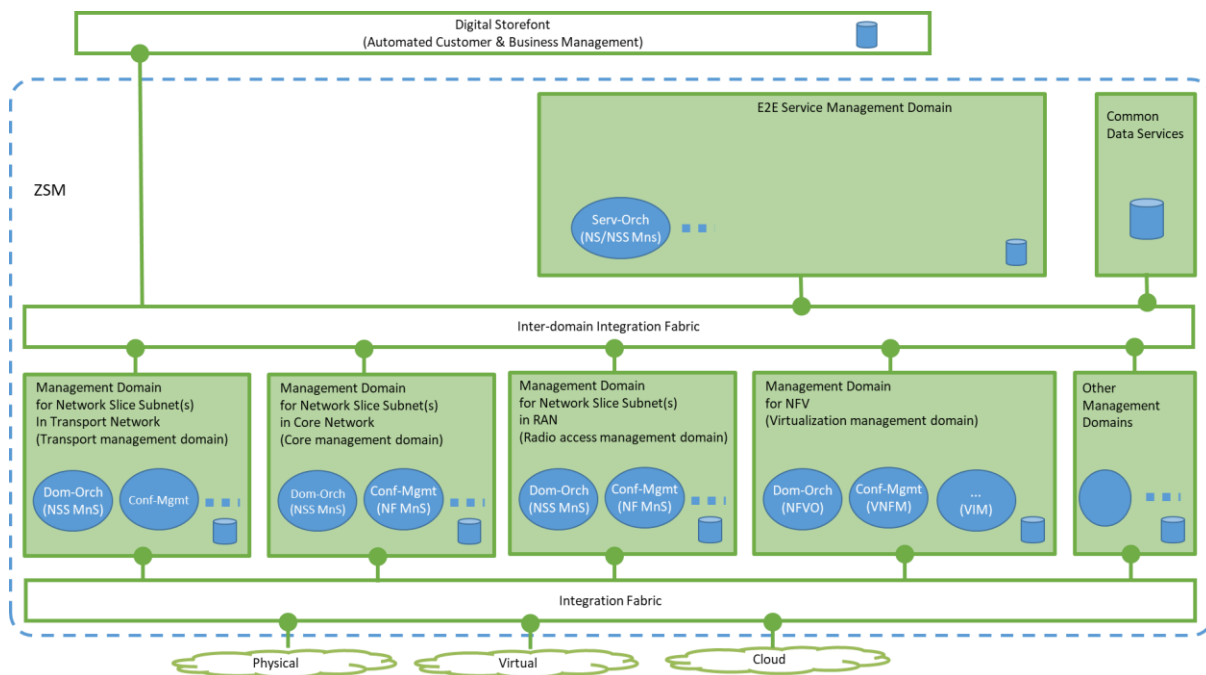 Digital Storefont
(Automated Customer & Business Management)
E2E Service Management Domain
Common
Data Services
ZSM
Serv-Orch
(NS/NSS Mns)
Inter-domain Integration Fabric
Management Domain
for Network Slice Subnet(s)
In Transport Network
(Transport management domain)
Dom-Orch
(NSS MnS)
Conf-Mgmt
Management Domain
for Network Slice Subnet(s)
in Core Network
(Core management domain)
Dom-Orch
(NSS MnS)
Conf-Mgmt
(NF MnS)
Management Domain
for Network Slice Subnet(s)
in RAN
(Radio access management domain)
Dom-Orch
(NSS MnS)
Conf-Mgmt
(NF MnS)
Management Domain
for NFV
(Virtualization management domain)
Dom-Orch
(NFVO)
Conf-Mgmt
(VNFM)
...
(VIM)
Other
Management
Domains
Integration Fabric
Physical
Virtual
Cloud